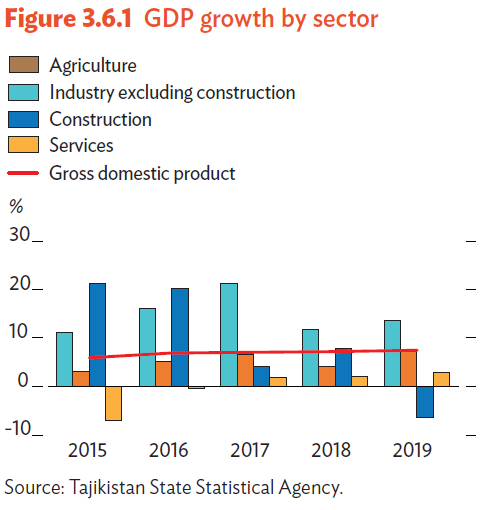 Figure 3.6.1 GDP growth by sector
Agriculture
Industry excluding construction
Construction
Services
Gross domestic product
%
30
20
10
0
-10
2015 2016 2017 2018 2019
Source: Tajikistan State Statistical Agency.